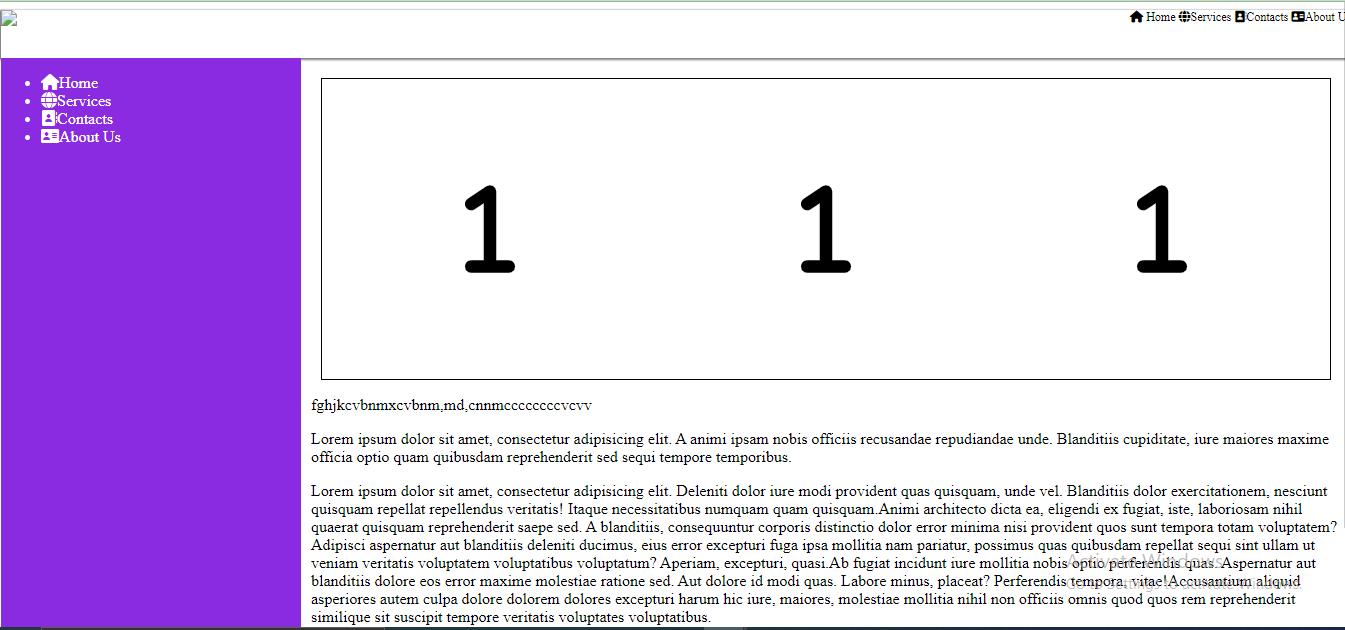 Home Services Contacts About U
Home
Services
Contacts
About Us
1 1 1
fghjkcvbnmxcvbnm,md,cnnmccccccccvcvv
Lorem ipsum dolor sit amet, consectetur adipisicing elit. A animi ipsam nobis officiis recusandae repudiandae unde. Blanditiis cupiditate, iure maiores maxime
officia optio quam quibusdam reprehenderit sed sequi tempore temporibus.
Lorem ipsum dolor sit amet, consectetur adipisicing elit. Deleniti dolor iure modi provident quas quisquam, unde vel. Blanditiis dolor exercitationem, nesciunt
quisquam repellat repellendus veritatis! Itaque necessitatibus numquam quam quisquam.Animi architecto dicta ea, eligendi ex fugiat, iste, laboriosam nihil
quaerat quisquam reprehenderit saepe sed. A blanditiis, consequuntur corporis distinctio dolor error minima nisi provident quos sunt tempora totam voluptatem?
Adipisci aspernatur aut blanditiis deleniti ducimus, eius error excepturi fuga ipsa mollitia nam pariatur, possimus quas quibusdam repellat sequi sint ullam ut
veniam veritatis voluptatem voluptatibus voluptatum? Aperiam, excepturi, quasi.Ab fugiat incidunt iure mollitia nobis optio perferendis quas. Aspernatur aut
Activate Windows
blanditiis dolore eos error maxime molestiae ratione sed. Aut dolore id modi quas. Labore minus, placeat? Perferendis tempora, vitae!Accusantium aliquid
Go to Settings to activate Windows.
asperiores autem culpa dolore dolorem dolores excepturi harum hic iure, maiores, molestiae mollitia nihil non officiis omnis quod quos rem reprehenderit
similique sit suscipit tempore veritatis voluptates voluptatibus.